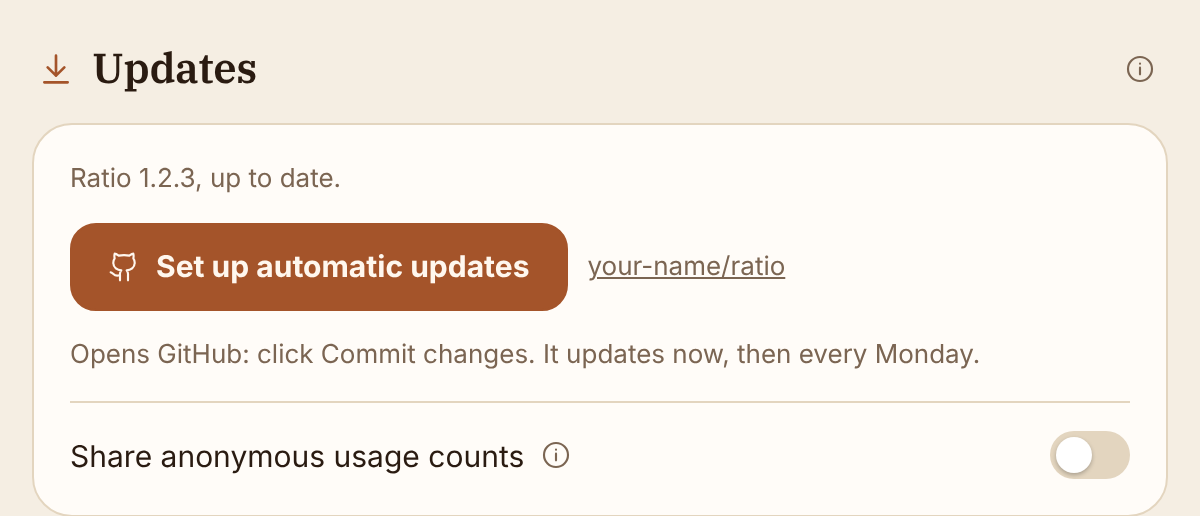 Updates
Ratio 1.2.3, up to date.
Set up automatic updates
your-name/ratio
Opens GitHub: click Commit changes. It updates now, then every Monday.
Share anonymous usage counts